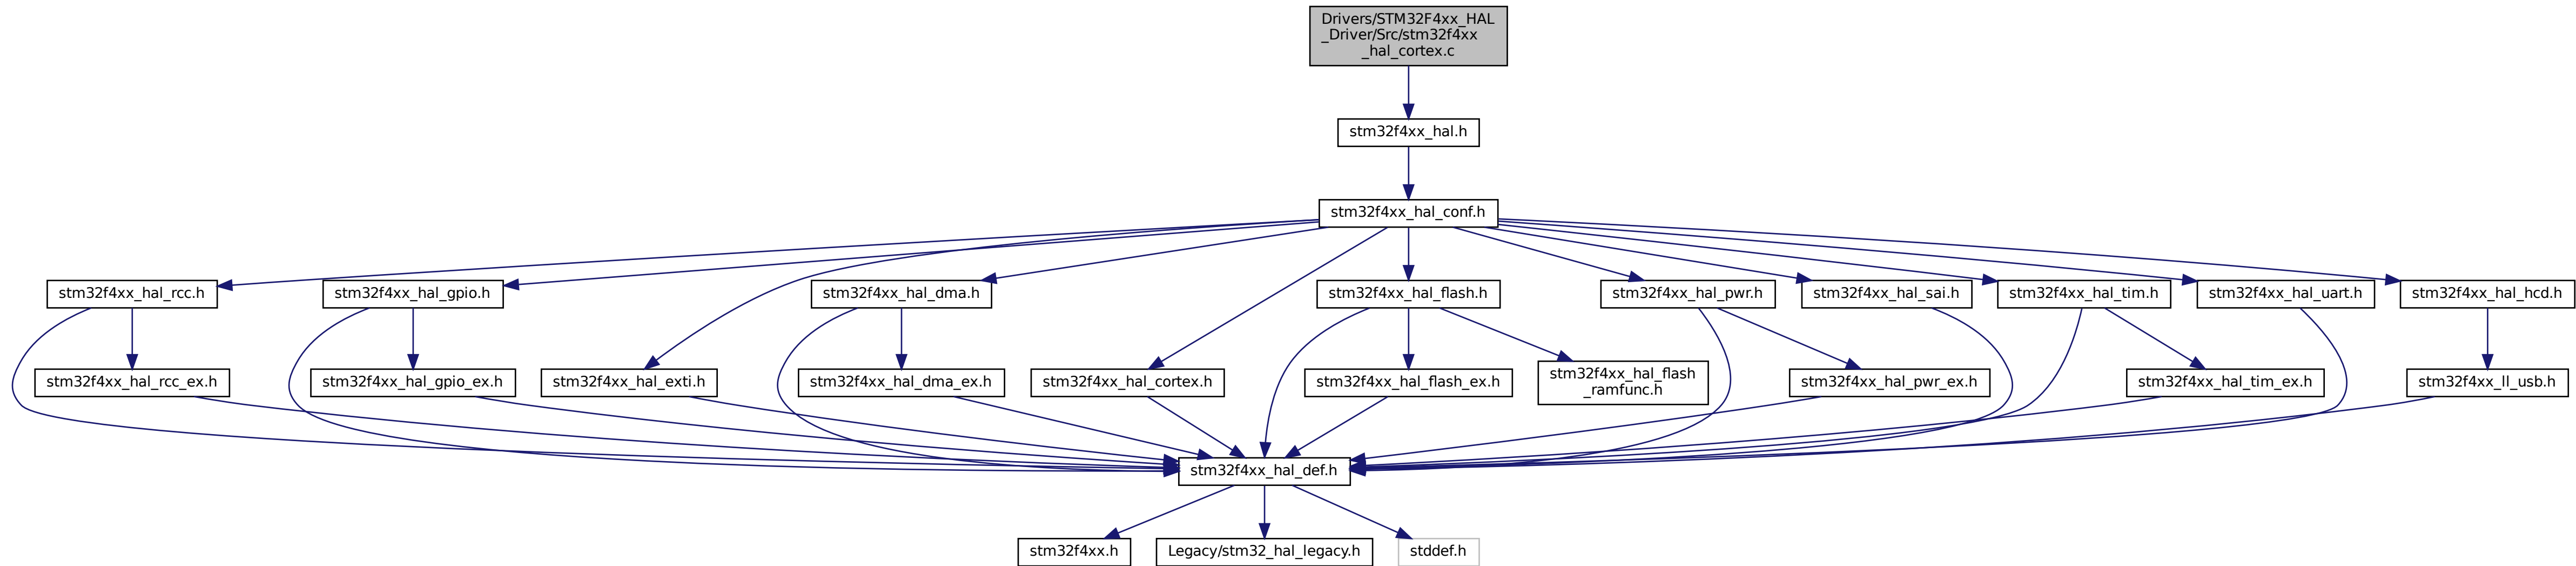 Drivers/STM32F4xx_HAL
_Driver/Src/stm32f4xx
_hal_cortex.c
stm32f4xx_hal.h
stm32f4xx_hal_conf.h
stm32f4xx_hal_rcc.h
stm32f4xx_hal_gpio.h
stm32f4xx_hal_dma.h
stm32f4xx_hal_flash.h
stm32f4xx_hal_pwr.h
stm32f4xx_hal_sai.h
stm32f4xx_hal_tim.h
stm32f4xx_hal_uart.h
stm32f4xx_hal_hcd.h
stm32f4xx_hal_rcc_ex.h
stm32f4xx_hal_gpio_ex.h
stm32f4xx_hal_exti.h
stm32f4xx_hal_dma_ex.h
stm32f4xx_hal_cortex.h
stm32f4xx_hal_flash_ex.h
stm32f4xx_hal_flash
_ramfunc.h
stm32f4xx_hal_pwr_ex.h
stm32f4xx_hal_tim_ex.h
stm32f4xx_ll_usb.h
stm32f4xx_hal_def.h
stm32f4xx.h
Legacy/stm32_hal_legacy.h
stddef.h